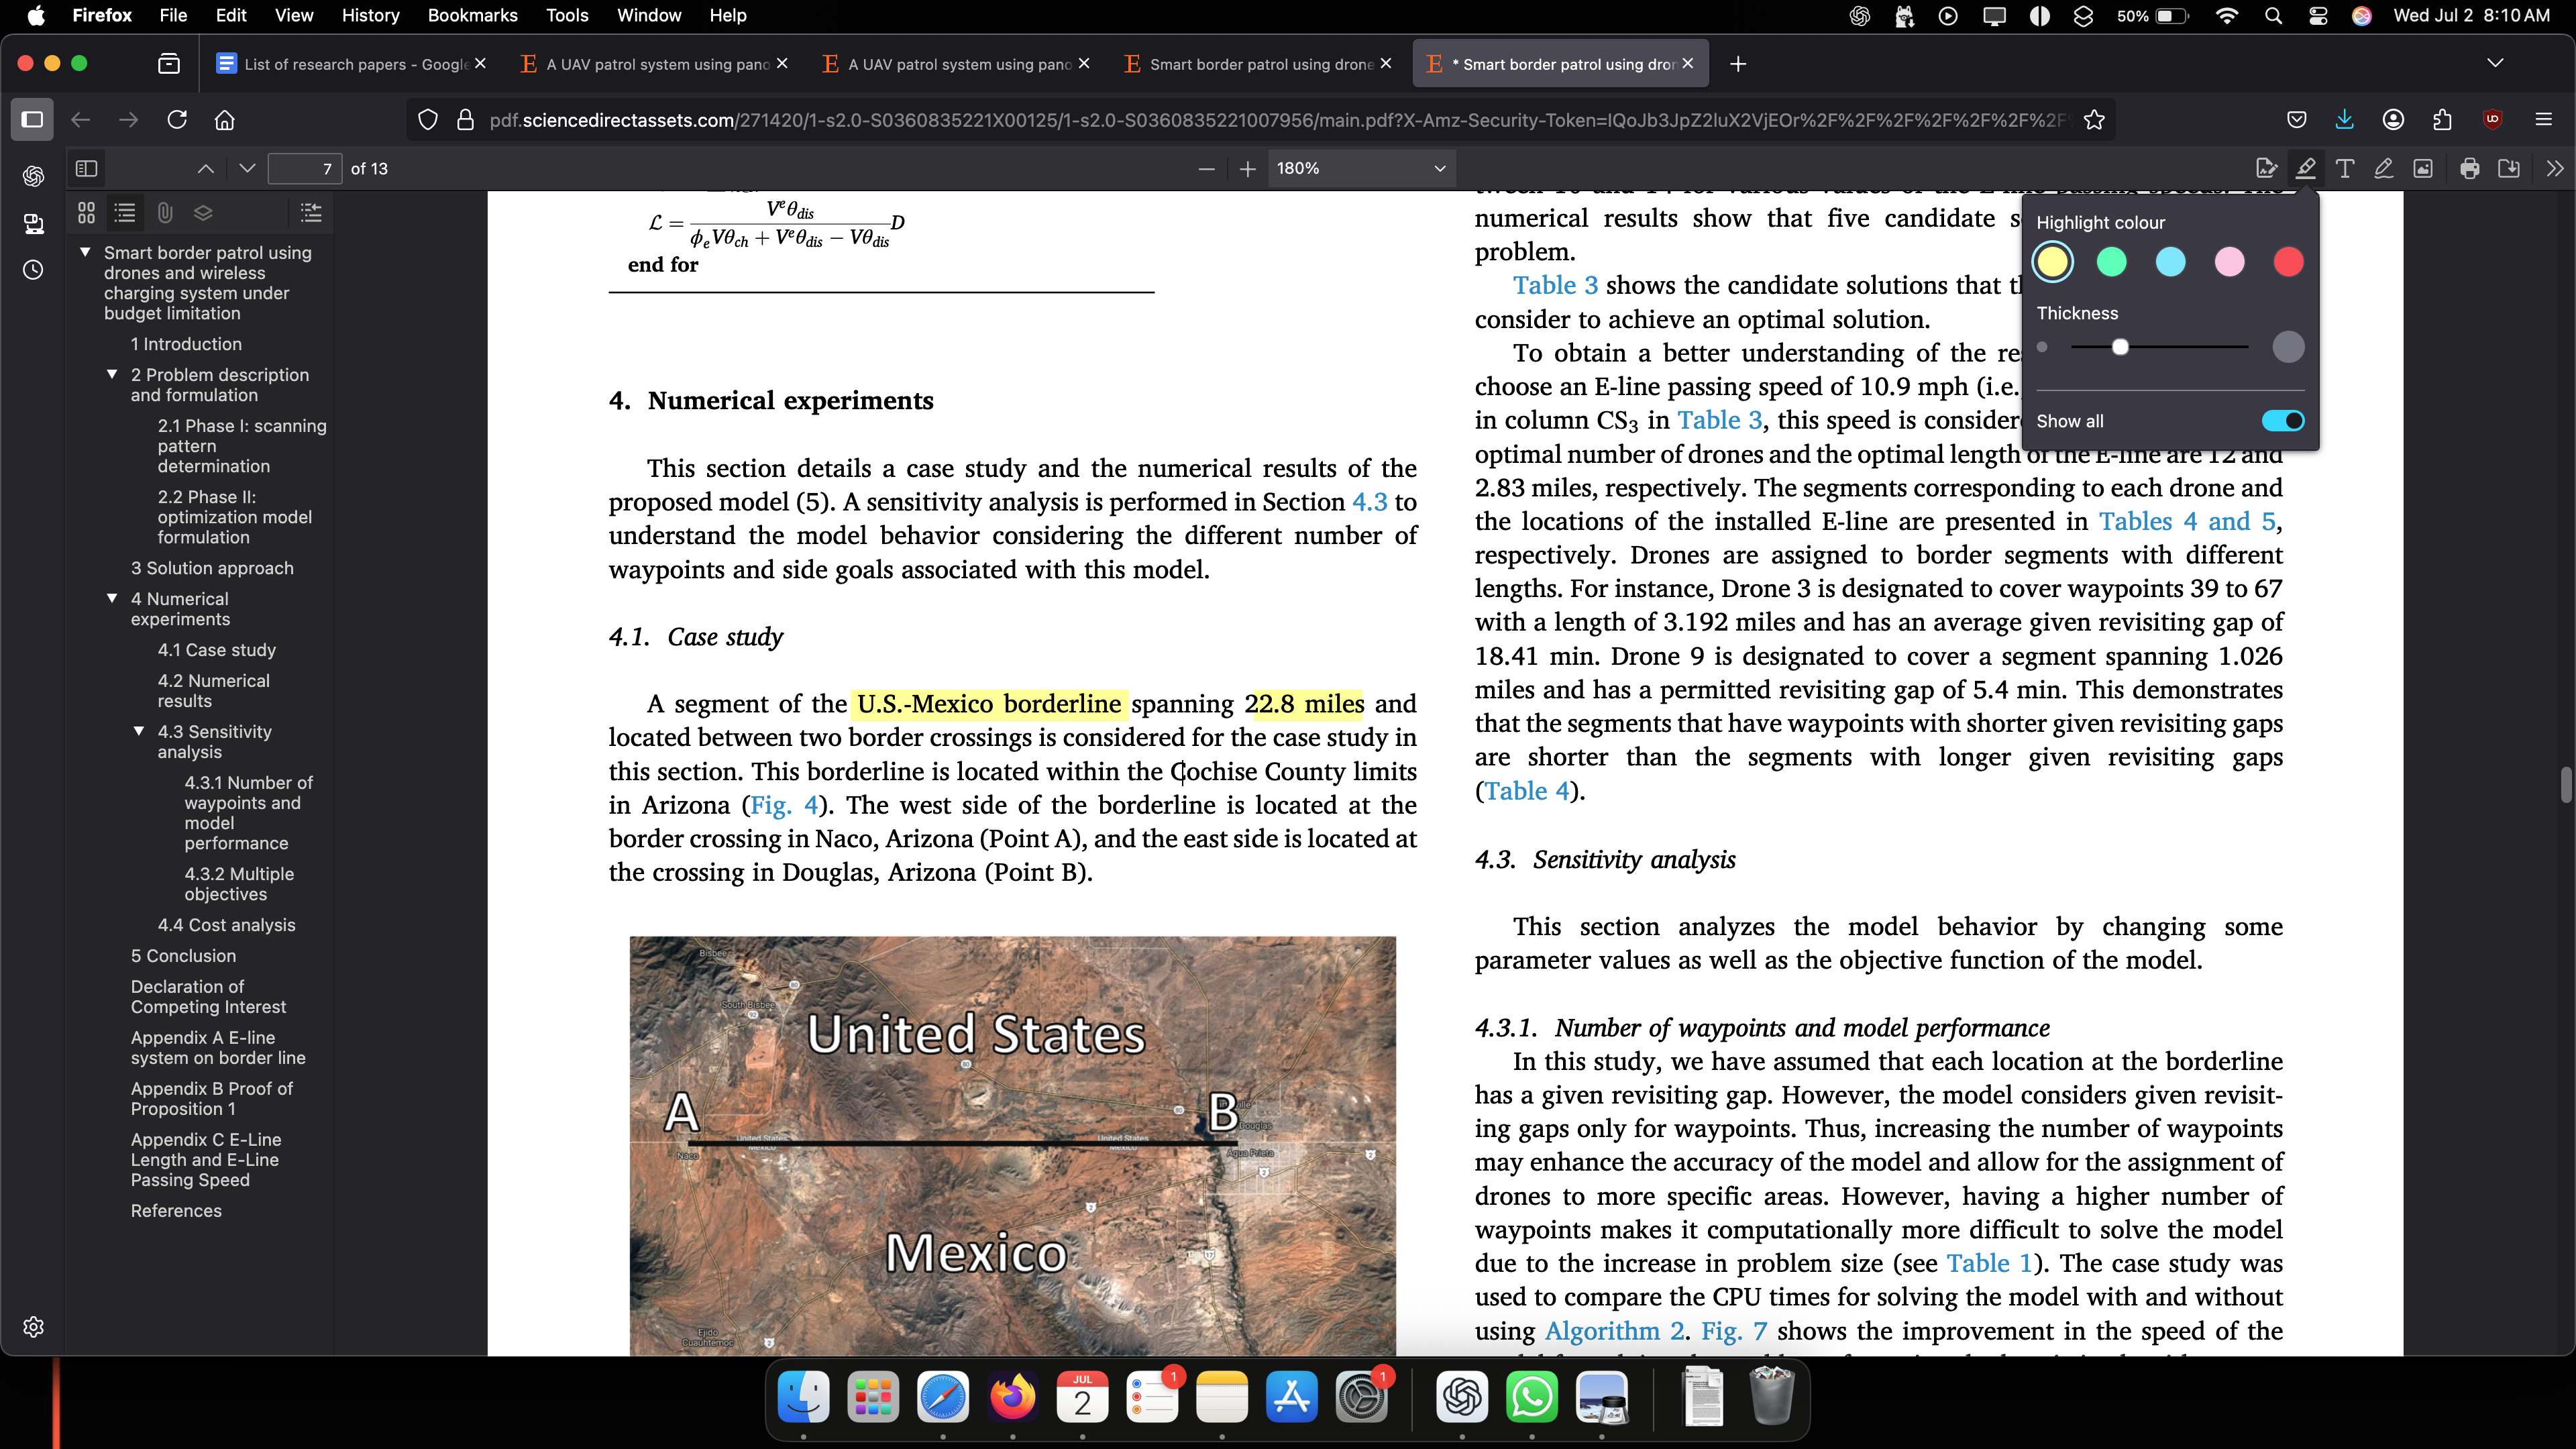 Firefox File Edit View History Bookmarks Tools Window Help
50% Wed Jul 2 8:10 AM
List of research papers - Google
A UAV patrol system using pano
A UAV patrol system using pano
Smart border patrol using drone
* Smart border patrol using dron
pdf.sciencedirectassets.com/271420/1-s2.0-S0360835221X00125/1-s2.0-S0360835221007956/main.pdf?X-Amz-Security-Token=IQoJb3JpZ2luX2VjEOr%2F%2F%2F%2F%2F%2F%2F%2F
7 of 13
180%
Smart border patrol using
drones and wireless
charging system under
budget limitation
1 Introduction
2 Problem description
and formulation
2.1 Phase I: scanning
pattern
determination
2.2 Phase II:
optimization model
formulation
3 Solution approach
4 Numerical
experiments
4.1 Case study
4.2 Numerical
results
4.3 Sensitivity
analysis
4.3.1 Number of
waypoints and
model
performance
4.3.2 Multiple
objectives
4.4 Cost analysis
5 Conclusion
Declaration of
Competing Interest
Appendix A E-line
system on border line
Appendix B Proof of
Proposition 1
Appendix C E-Line
Length and E-Line
Passing Speed
References
ℒ = VᵉΘdis / (ϕₑVΘch + VᵉΘdis − VΘdis) D
end for
4. Numerical experiments
This section details a case study and the numerical results of the
proposed model (5). A sensitivity analysis is performed in Section 4.3 to
understand the model behavior considering the different number of
waypoints and side goals associated with this model.
4.1. Case study
A segment of the U.S.-Mexico borderline spanning 22.8 miles and
located between two border crossings is considered for the case study in
this section. This borderline is located within the Cochise County limits
in Arizona (Fig. 4). The west side of the borderline is located at the
border crossing in Naco, Arizona (Point A), and the east side is located at
the crossing in Douglas, Arizona (Point B).
Bisbee
South Bisbee
United States
A
B
Douglas
United States
Mexico
United States
Mexico
Naco
Agua Prieta
Mexico
Ejido
Cuauhtémoc
numerical results show that five candidate s
problem.
Table 3 shows the candidate solutions that t
consider to achieve an optimal solution.
To obtain a better understanding of the re
choose an E-line passing speed of 10.9 mph (i.e.
in column CS₃ in Table 3, this speed is consider
optimal number of drones and the optimal length of the E-line are 12 and
2.83 miles, respectively. The segments corresponding to each drone and
the locations of the installed E-line are presented in Tables 4 and 5,
respectively. Drones are assigned to border segments with different
lengths. For instance, Drone 3 is designated to cover waypoints 39 to 67
with a length of 3.192 miles and has an average given revisiting gap of
18.41 min. Drone 9 is designated to cover a segment spanning 1.026
miles and has a permitted revisiting gap of 5.4 min. This demonstrates
that the segments that have waypoints with shorter given revisiting gaps
are shorter than the segments with longer given revisiting gaps
(Table 4).
4.3. Sensitivity analysis
This section analyzes the model behavior by changing some
parameter values as well as the objective function of the model.
4.3.1. Number of waypoints and model performance
In this study, we have assumed that each location at the borderline
has a given revisiting gap. However, the model considers given revisit-
ing gaps only for waypoints. Thus, increasing the number of waypoints
may enhance the accuracy of the model and allow for the assignment of
drones to more specific areas. However, having a higher number of
waypoints makes it computationally more difficult to solve the model
due to the increase in problem size (see Table 1). The case study was
used to compare the CPU times for solving the model with and without
using Algorithm 2. Fig. 7 shows the improvement in the speed of the
Highlight colour
Thickness
Show all
JUL
2
1
1